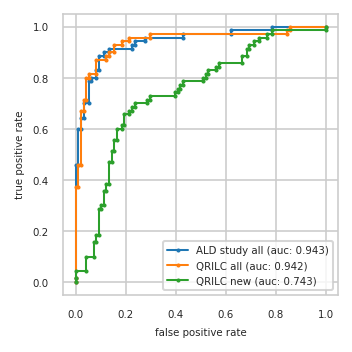 1.0
0.8
0.6
0.4
0.2
0.0
true positive rate
ALD study all (auc: 0.943)
QRILC all (auc: 0.942)
QRILC new (auc: 0.743)
0.0 0.2 0.4 0.6 0.8 1.0
false positive rate